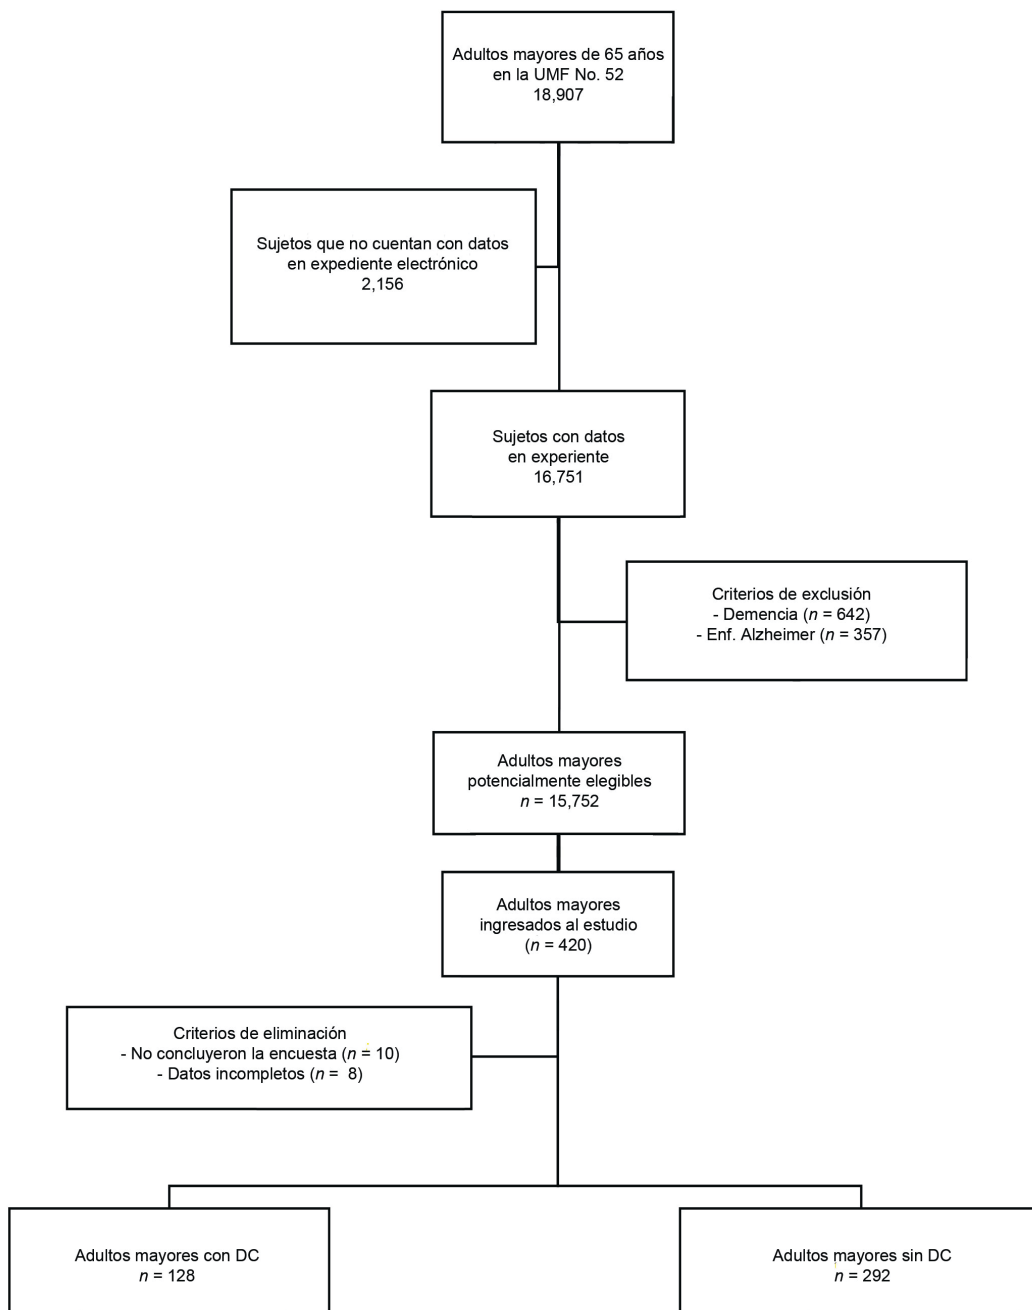 Adultos mayores de 65 años
en la UMF No. 52
18,907
Sujetos que no cuentan con datos
en expediente electrónico
2,156
Sujetos con datos
en experiente
16,751
Criterios de exclusión
- Demencia (n = 642)
- Enf. Alzheimer (n = 357)
Adultos mayores
potencialmente elegibles
n = 15,752
Adultos mayores
ingresados al estudio
(n = 420)
Criterios de eliminación
- No concluyeron la encuesta (n = 10)
- Datos incompletos (n = 8)
Adultos mayores con DC
n = 128
Adultos mayores sin DC
n = 292